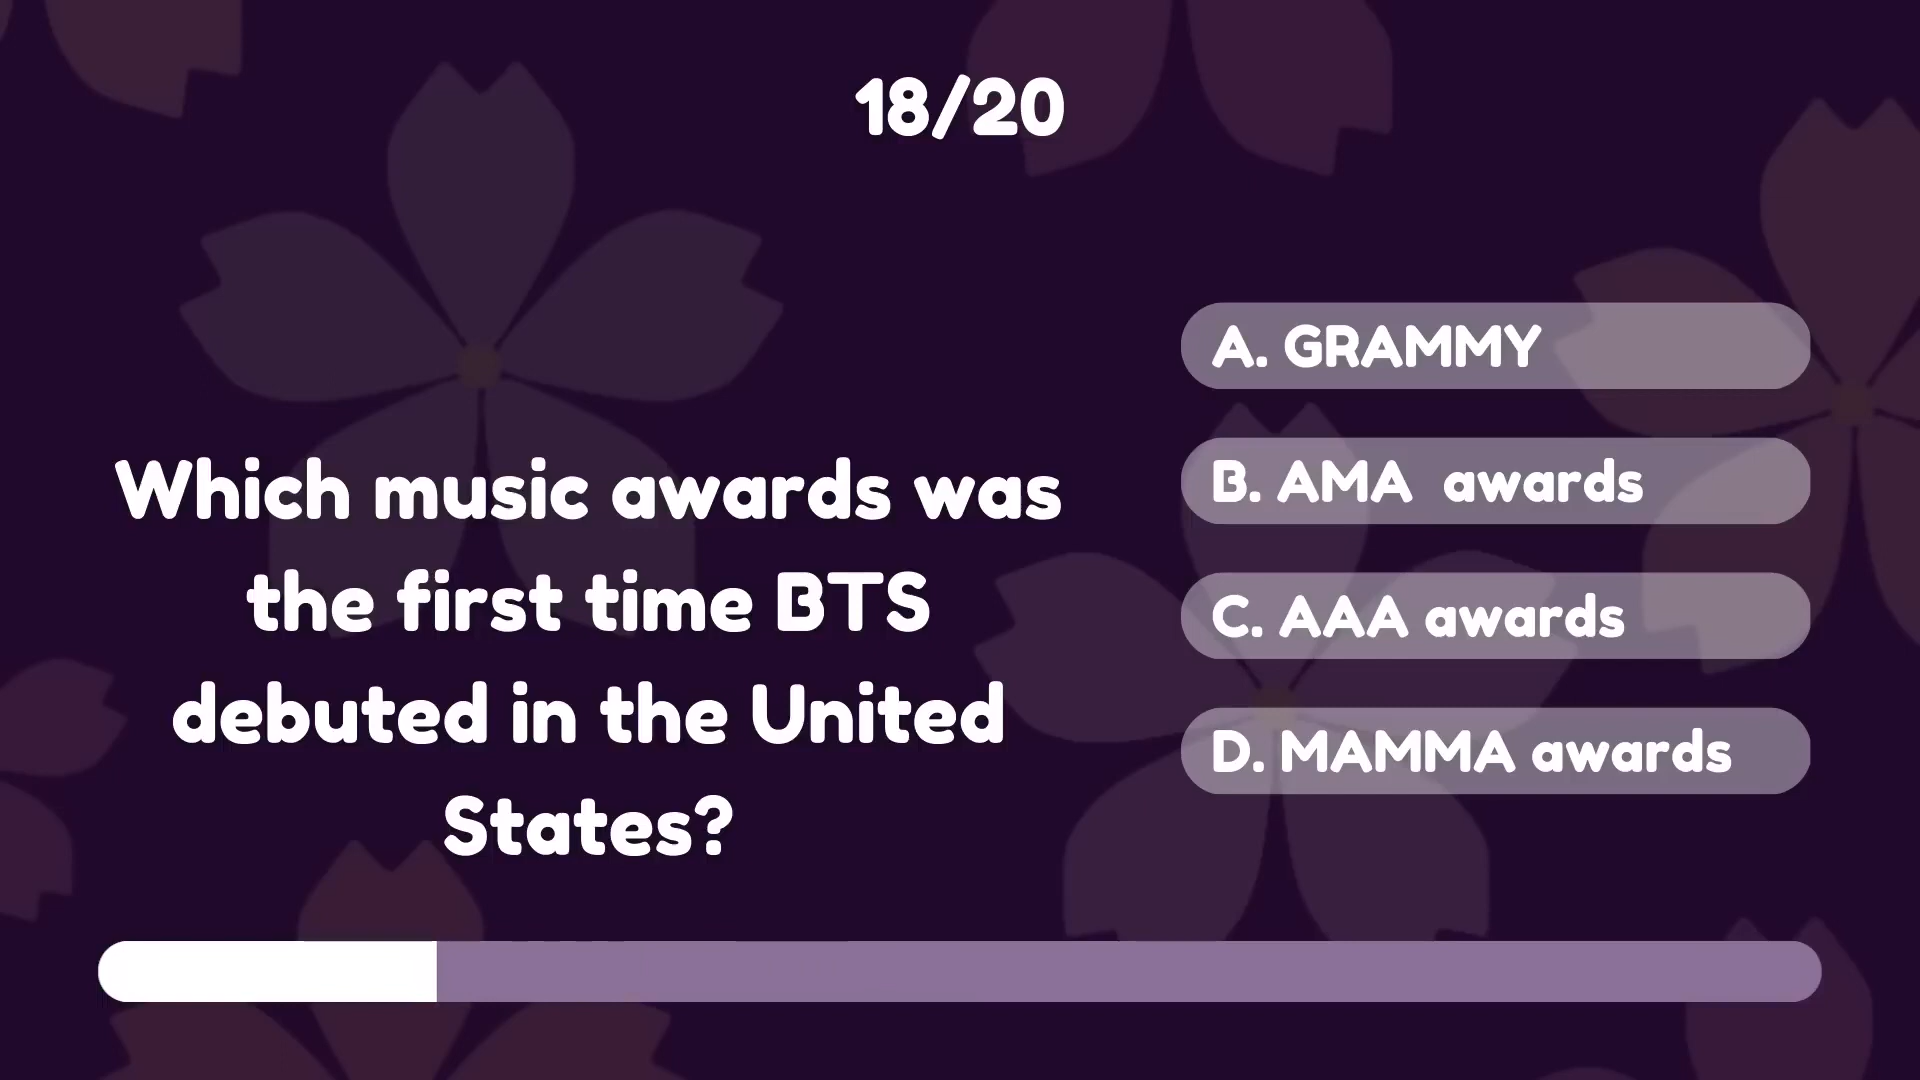 18/20
Which music awards was
the first time BTS
debuted in the United
States?
A. GRAMMY
B. AMA  awards
C. AAA awards
D. MAMMA awards